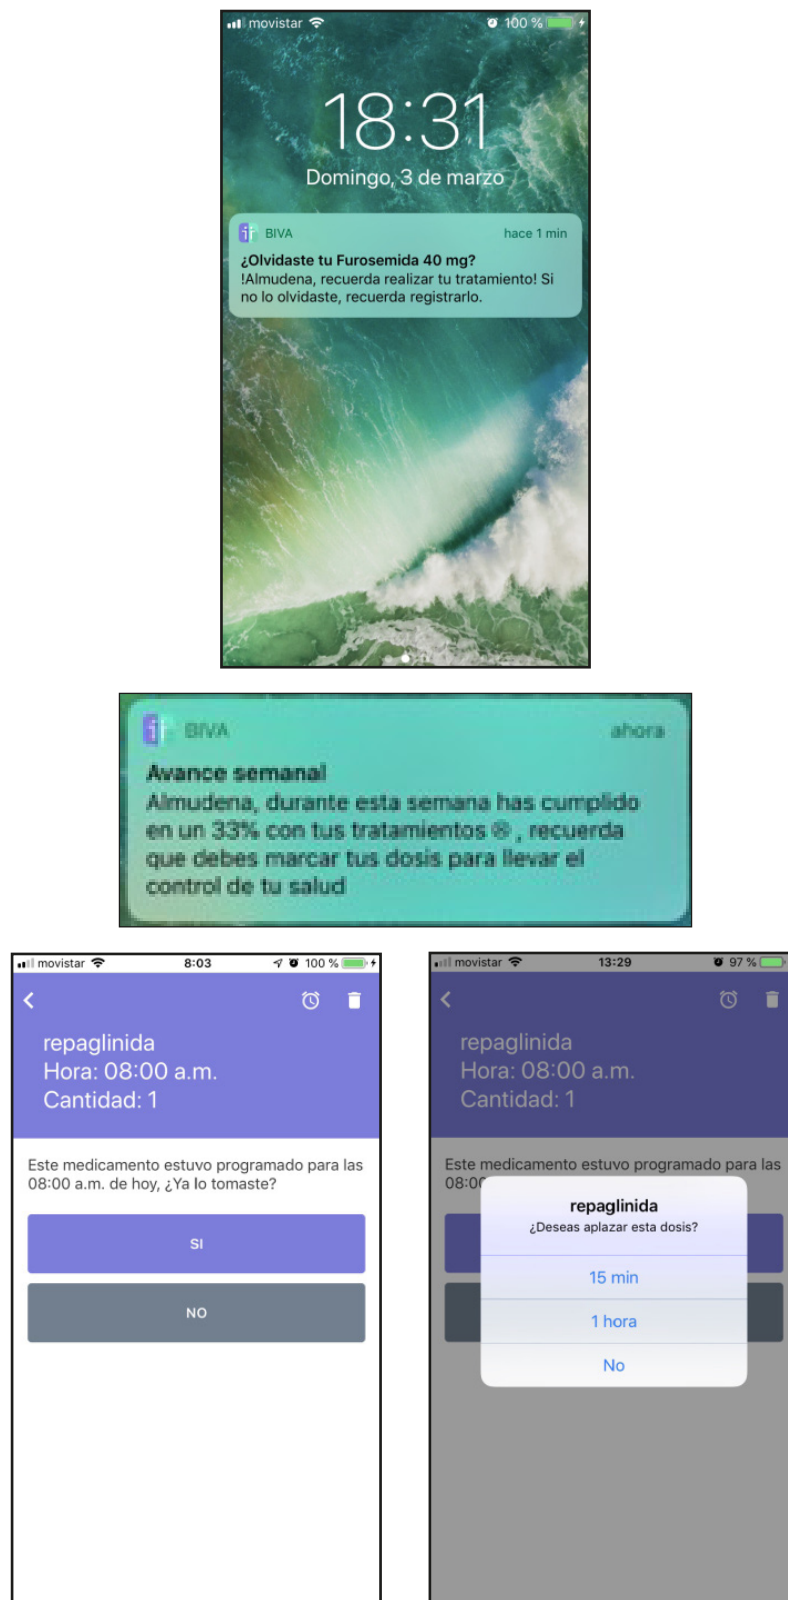 movistar 100 %
18:31
Domingo, 3 de marzo
BIVA hace 1 min
¿Olvidaste tu Furosemida 40 mg?
!Almudena, recuerda realizar tu tratamiento! Si
no lo olvidaste, recuerda registrarlo.
BIVA ahora
Avance semanal
Almudena, durante esta semana has cumplido
en un 33% con tus tratamientos ☹ , recuerda
que debes marcar tus dosis para llevar el
control de tu salud
movistar 8:03 100 %
repaglinida
Hora: 08:00 a.m.
Cantidad: 1
Este medicamento estuvo programado para las
08:00 a.m. de hoy, ¿Ya lo tomaste?
SI
NO
movistar 13:29 97 %
repaglinida
Hora: 08:00 a.m.
Cantidad: 1
Este medicamento estuvo programado para las
08:00
repaglinida
¿Deseas aplazar esta dosis?
15 min
1 hora
No